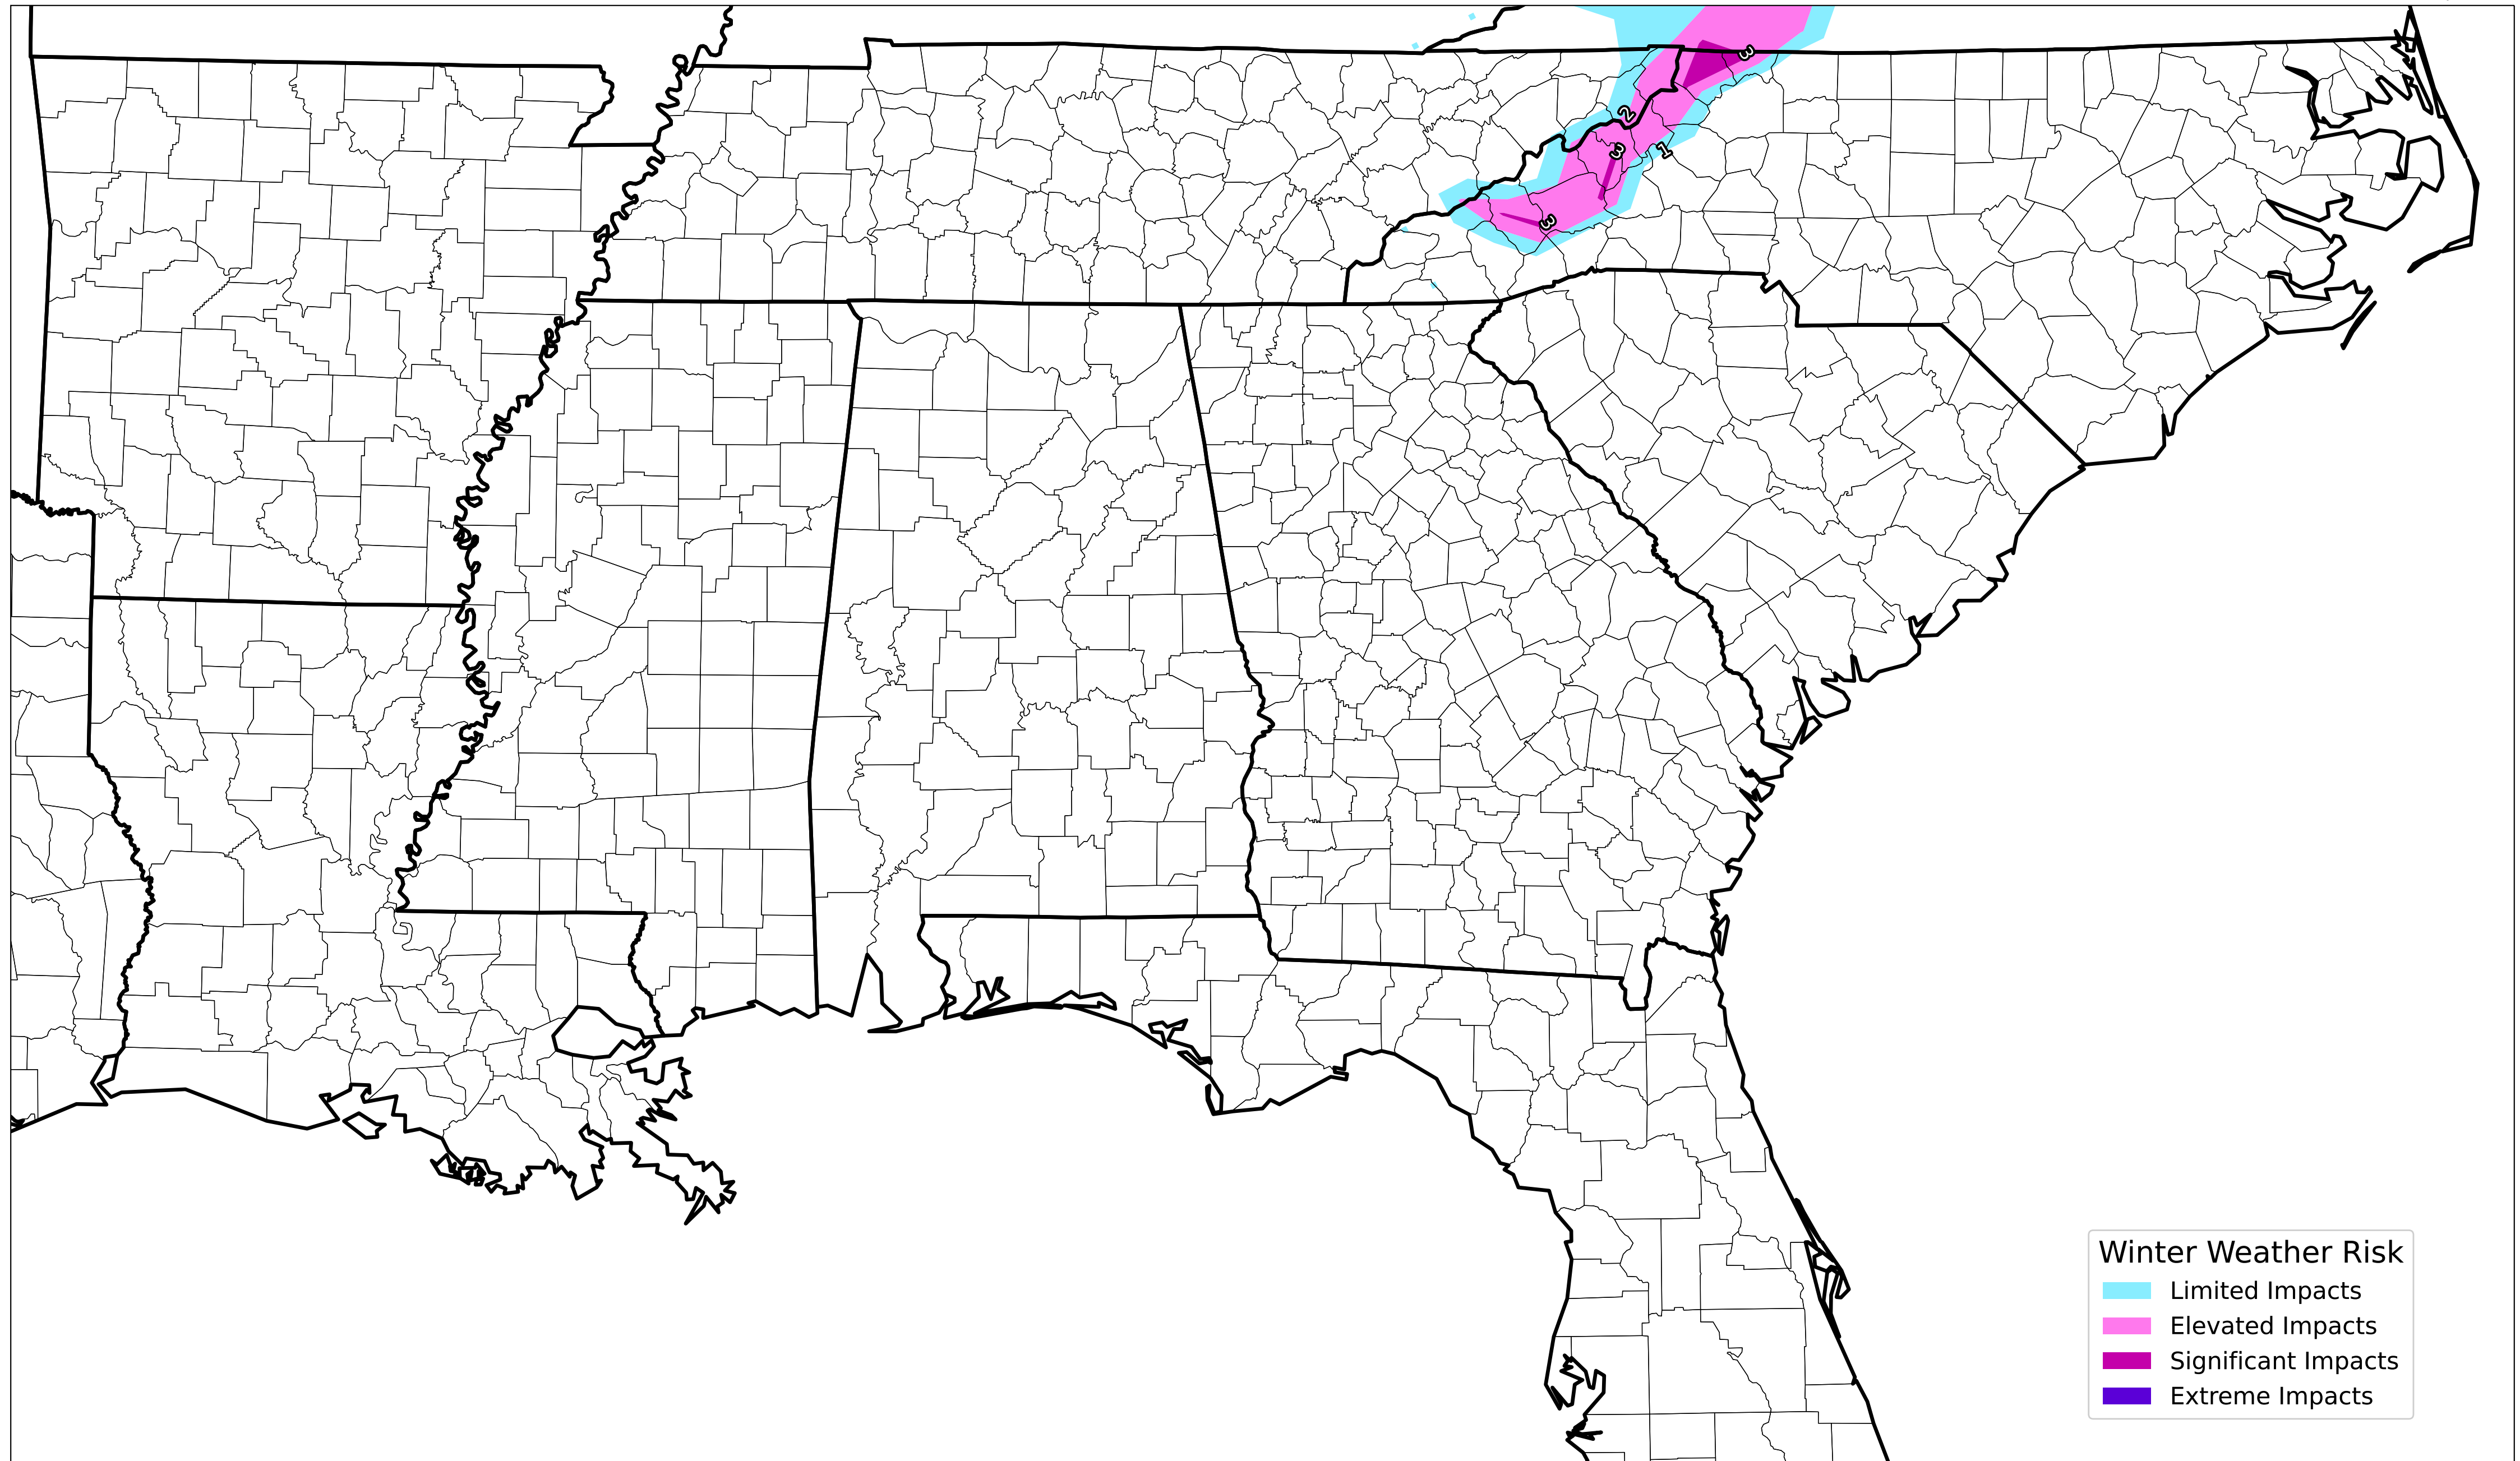 3
2
3
1
3
Winter Weather Risk
Limited Impacts
Elevated Impacts
Significant Impacts
Extreme Impacts